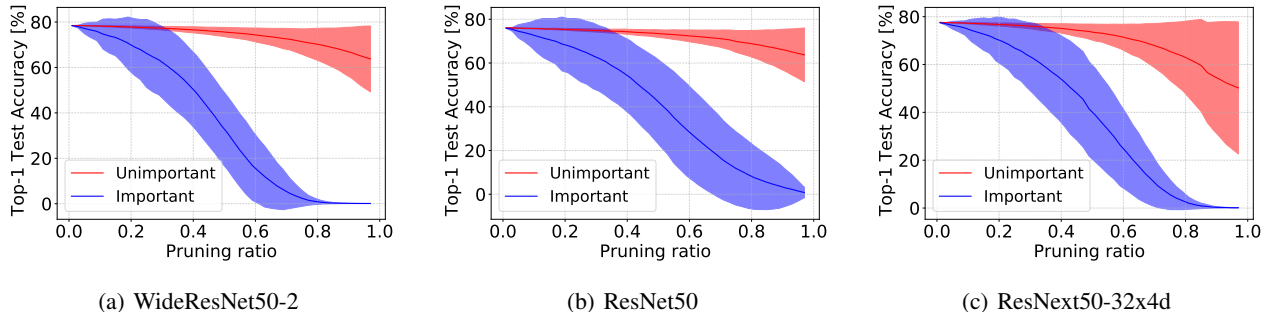 Top-1 Test Accuracy [%]
80
60
40
20
0
Unimportant
Important
0.0 0.2 0.4 0.6 0.8 1.0
Pruning ratio
(a) WideResNet50-2
Top-1 Test Accuracy [%]
80
60
40
20
0
Unimportant
Important
0.0 0.2 0.4 0.6 0.8 1.0
Pruning ratio
(b) ResNet50
Top-1 Test Accuracy [%]
80
60
40
20
0
Unimportant
Important
0.0 0.2 0.4 0.6 0.8 1.0
Pruning ratio
(c) ResNext50-32x4d